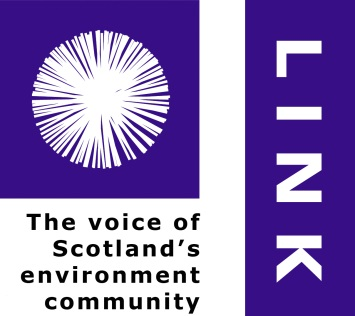 The voice of
Scotland's
environment
community
LINK